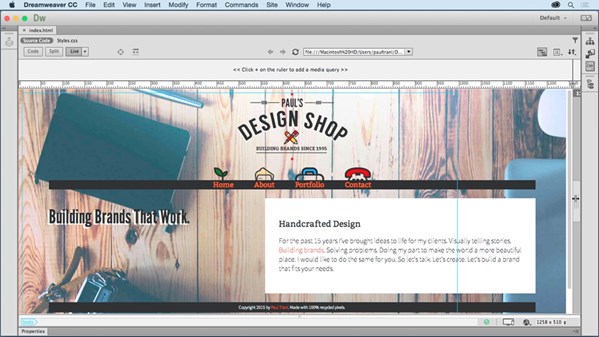 Dreamweaver CC File Edit View Insert Modify Format Commands Site Window Help
Dw
Default
index.html
Source Code Styles.css
Code Split Live
<< Click + on the ruler to add a media query >>
PAUL'S
DESIGN SHOP
BUILDING BRANDS SINCE 1995
Home About Portfolio Contact
Building Brands That Work.
Handcrafted Design
For the past 15 years I've brought ideas to life for my clients. Visually telling stories.
Building brands. Solving problems. Doing my part to make the world a more beautiful
place. I would like to do the same for you. So let's talk. Let's create. Let's build a brand
that fits your needs.
Copyright 2015 by Paul Trani. Made with 100% recycled pixels.
1258 x 510
Properties